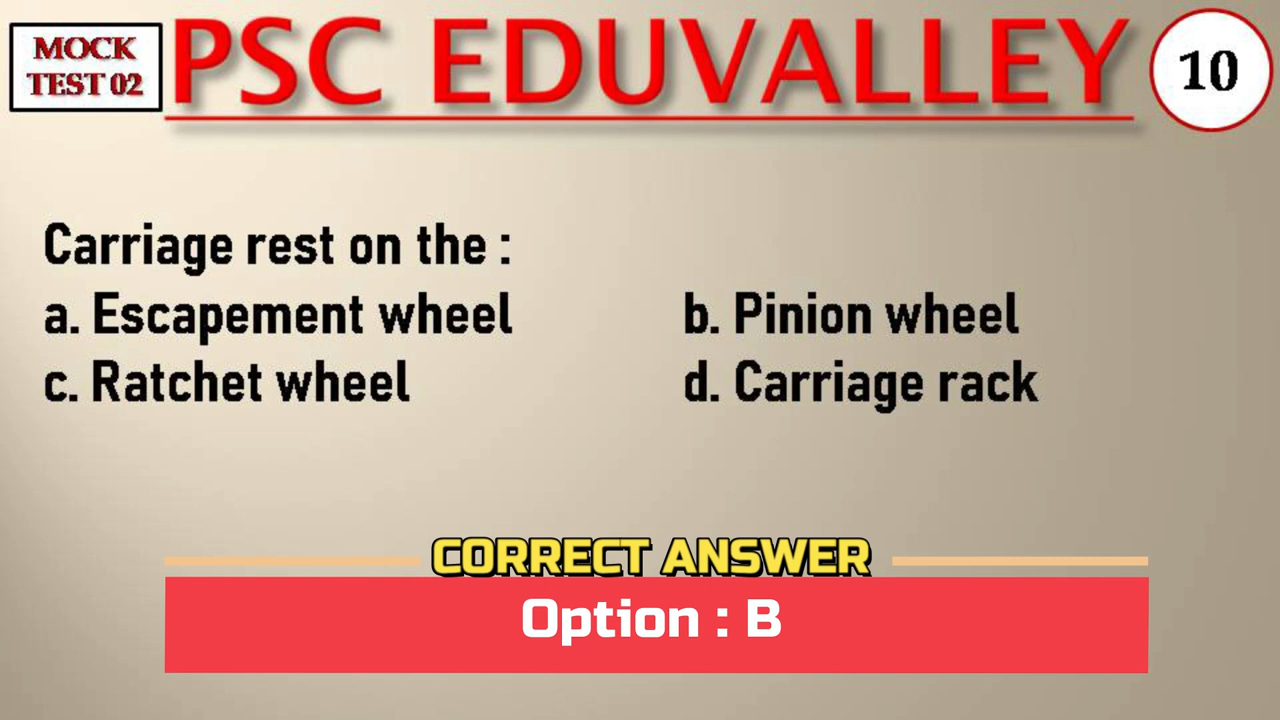 MOCK
TEST 02
PSC EDUVALLEY
10
Carriage rest on the :
a. Escapement wheel b. Pinion wheel
c. Ratchet wheel d. Carriage rack
CORRECT ANSWER
Option : B